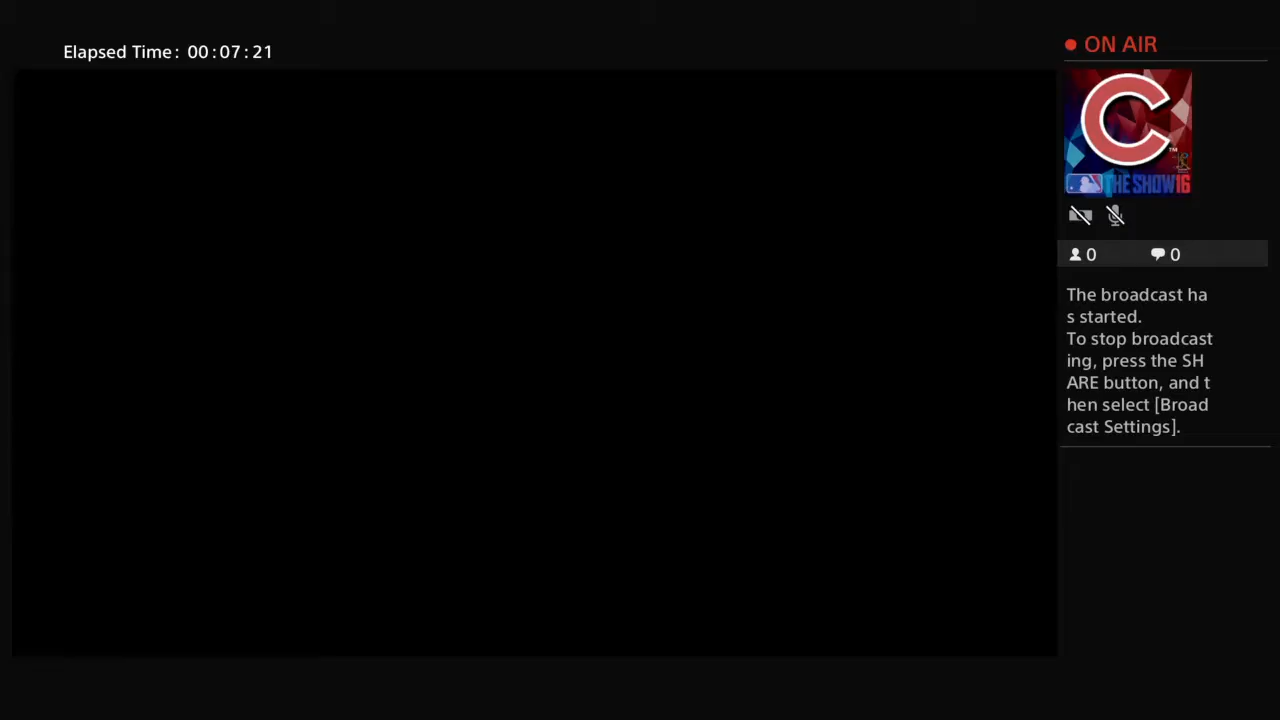 Elapsed Time: 00:07:21
ON AIR
C
TM
THE SHOW16
0 0
The broadcast ha
s started.
To stop broadcast
ing, press the SH
ARE button, and t
hen select [Broad
cast Settings].